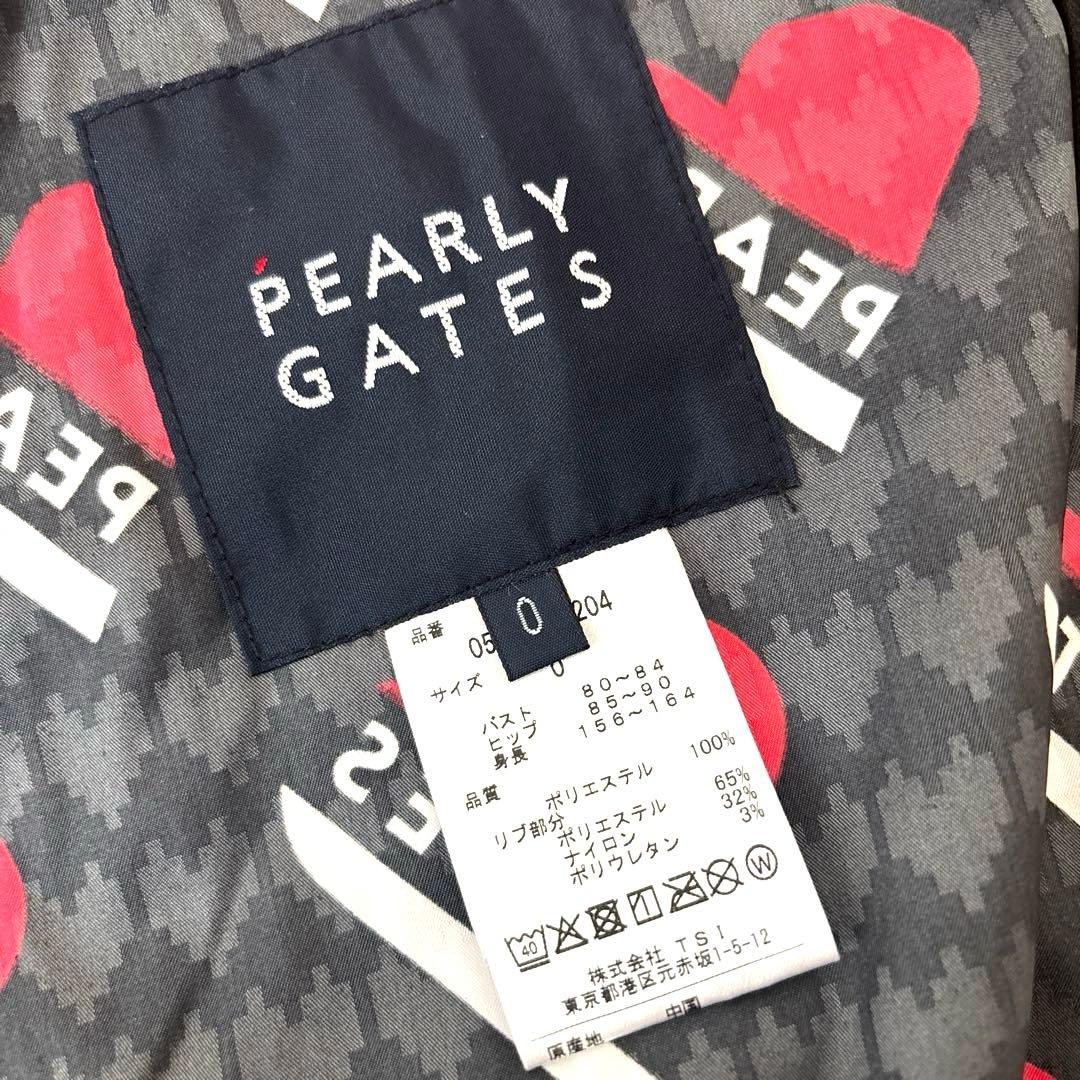 PEARLY
GATES
PEAR
PEA
0
品番
05 204
サイズ 0
バスト 80～84
ヒップ 85～90
身長 156～164
品質 ポリエステル 100%
リブ部分
ポリエステル 65%
ナイロン 32%
ポリウレタン 3%
40
W
株式会社 TSI
東京都港区元赤坂1-5-12
原産地 中国